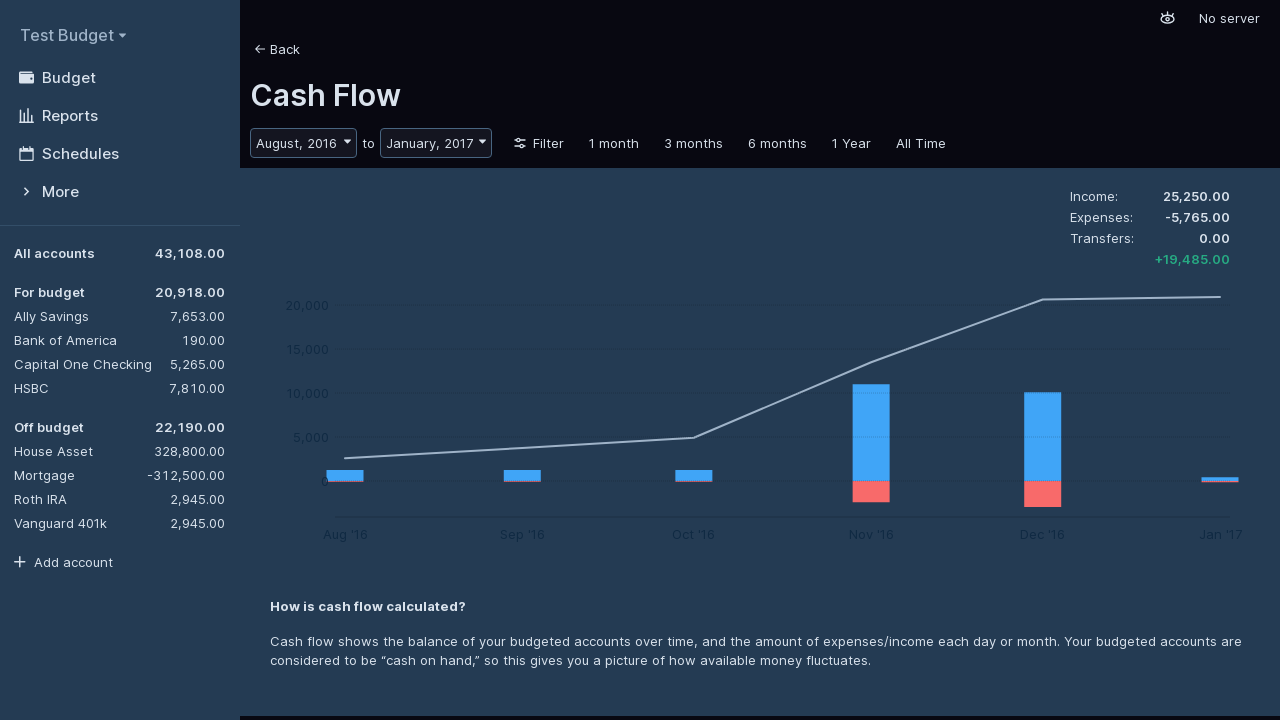 Test Budget
Budget
Reports
Schedules
More
All accounts 43,108.00
For budget 20,918.00
Ally Savings 7,653.00
Bank of America 190.00
Capital One Checking 5,265.00
HSBC 7,810.00
Off budget 22,190.00
House Asset 328,800.00
Mortgage -312,500.00
Roth IRA 2,945.00
Vanguard 401k 2,945.00
Add account
No server
Back
Cash Flow
August, 2016 to January, 2017 Filter 1 month 3 months 6 months 1 Year All Time
Income: 25,250.00
Expenses: -5,765.00
Transfers: 0.00
+19,485.00
20,000
15,000
10,000
5,000
0
Aug '16 Sep '16 Oct '16 Nov '16 Dec '16 Jan '17
How is cash flow calculated?
Cash flow shows the balance of your budgeted accounts over time, and the amount of expenses/income each day or month. Your budgeted accounts are
considered to be “cash on hand,” so this gives you a picture of how available money fluctuates.